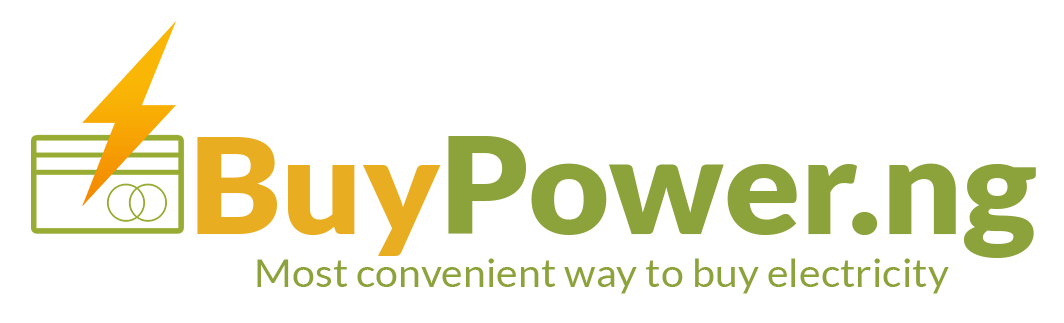 BuyPower.ng
Most convenient way to buy electricity